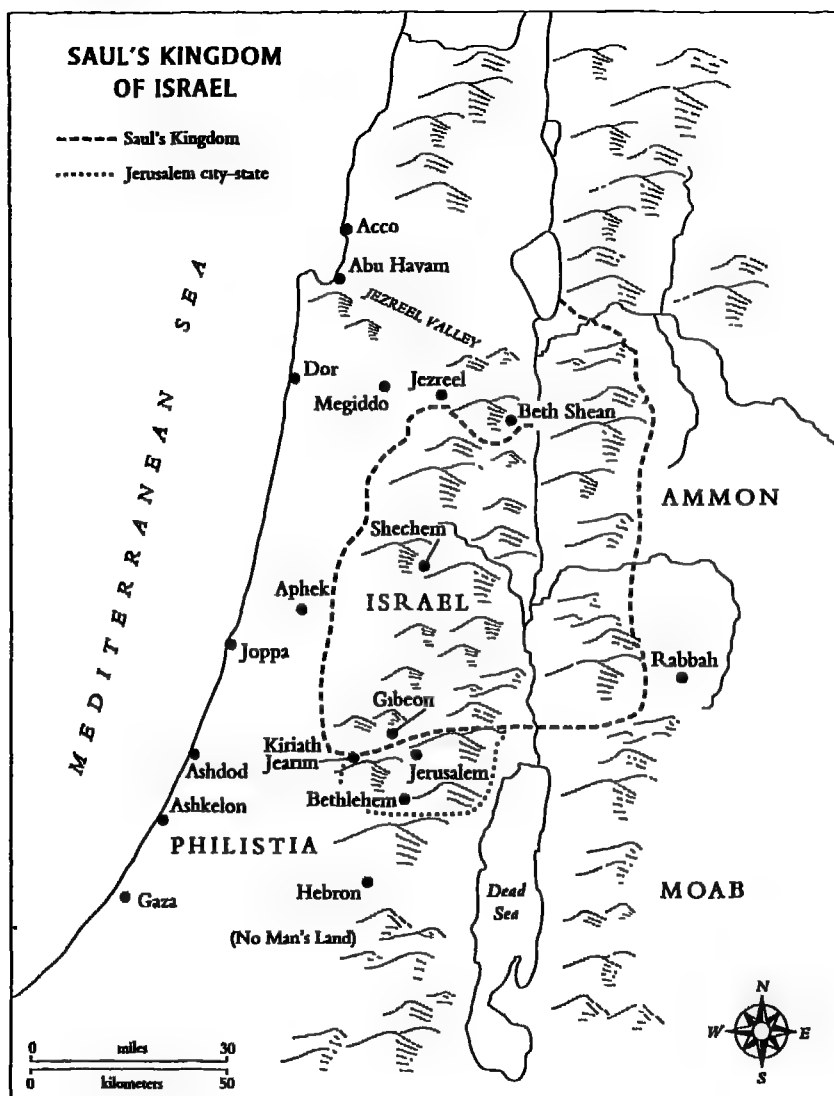 SAUL'S KINGDOM
OF ISRAEL
Saul's Kingdom
Jerusalem city-state
Acco
Abu Havam
JEZREEL VALLEY
MEDITERRANEAN SEA
Dor
Megiddo
Jezreel
Beth Shean
AMMON
Shechem
Aphek
ISRAEL
Joppa
Rabbah
Gibeon
Kiriath
Jearim
Jerusalem
Ashdod
Bethlehem
Ashkelon
PHILISTIA
Hebron
Dead
Sea
MOAB
Gaza
(No Man's Land)
N
W E
S
0 miles 30
0 kilometers 50